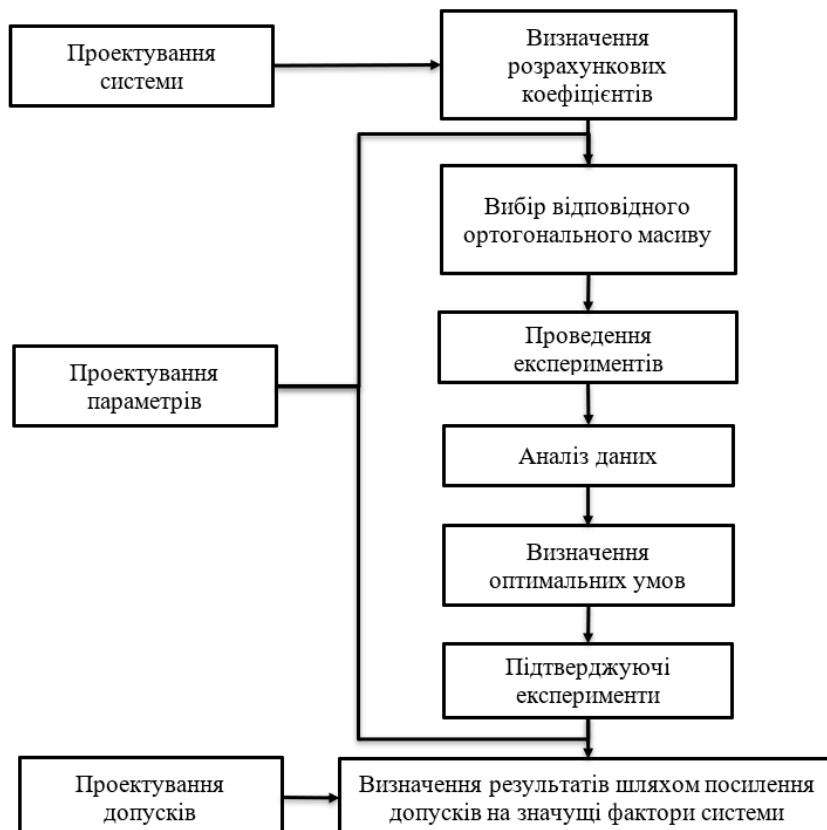 Проектування
системи
Визначення
розрахункових
коефіцієнтів
Вибір відповідного
ортогонального масиву
Проведення
експериментів
Проектування
параметрів
Аналіз даних
Визначення
оптимальних умов
Підтверджуючі
експерименти
Проектування
допусків
Визначення результатів шляхом посилення
допусків на значущі фактори системи